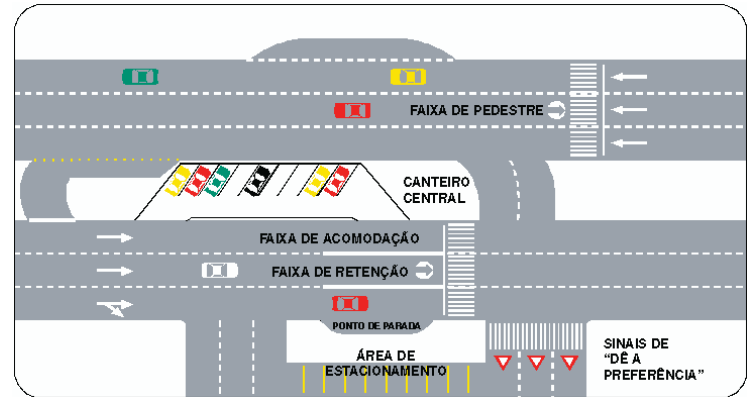 FAIXA DE PEDESTRE
CANTEIRO
CENTRAL
FAIXA DE ACOMODAÇÃO
FAIXA DE RETENÇÃO
PONTO DE PARADA
ÁREA DE
ESTACIONAMENTO
SINAIS DE
"DÊ A
PREFERÊNCIA"